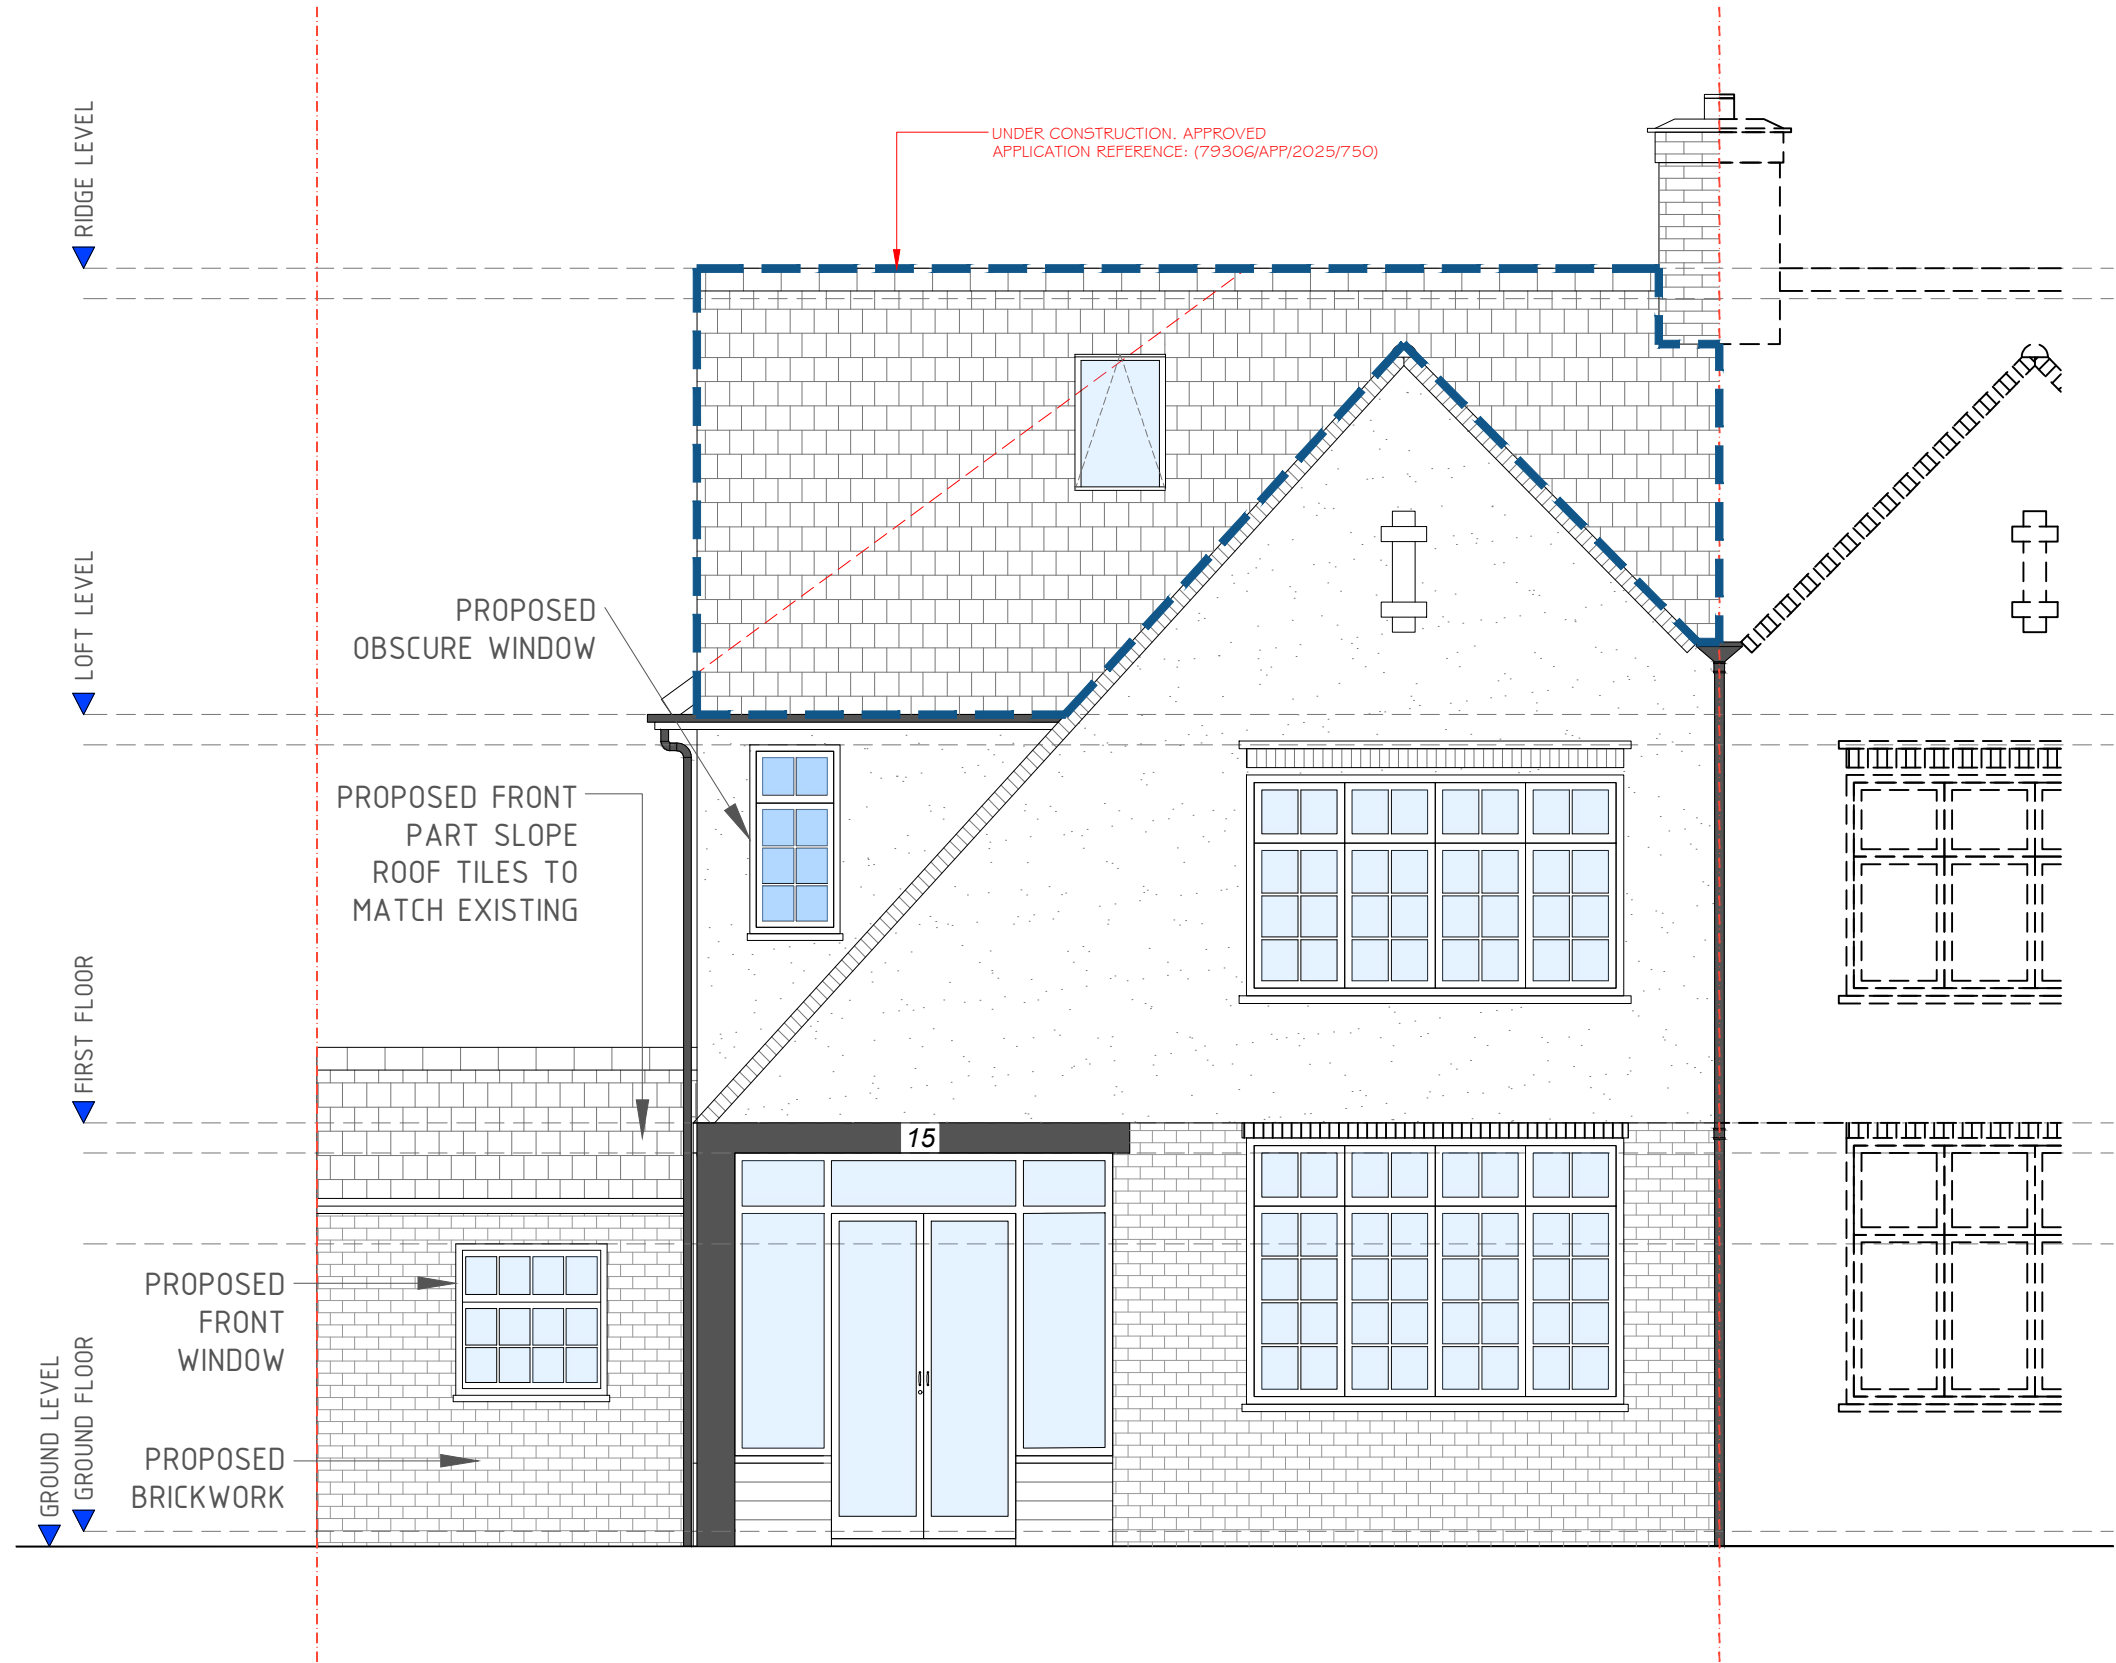 RIDGE LEVEL
UNDER CONSTRUCTION. APPROVED
APPLICATION REFERENCE: (79306/APP/2025/750)
LOFT LEVEL
PROPOSED
OBSCURE WINDOW
PROPOSED FRONT
PART SLOPE
ROOF TILES TO
MATCH EXISTING
FIRST FLOOR
15
PROPOSED
FRONT
WINDOW
GROUND LEVEL
GROUND FLOOR
PROPOSED
BRICKWORK